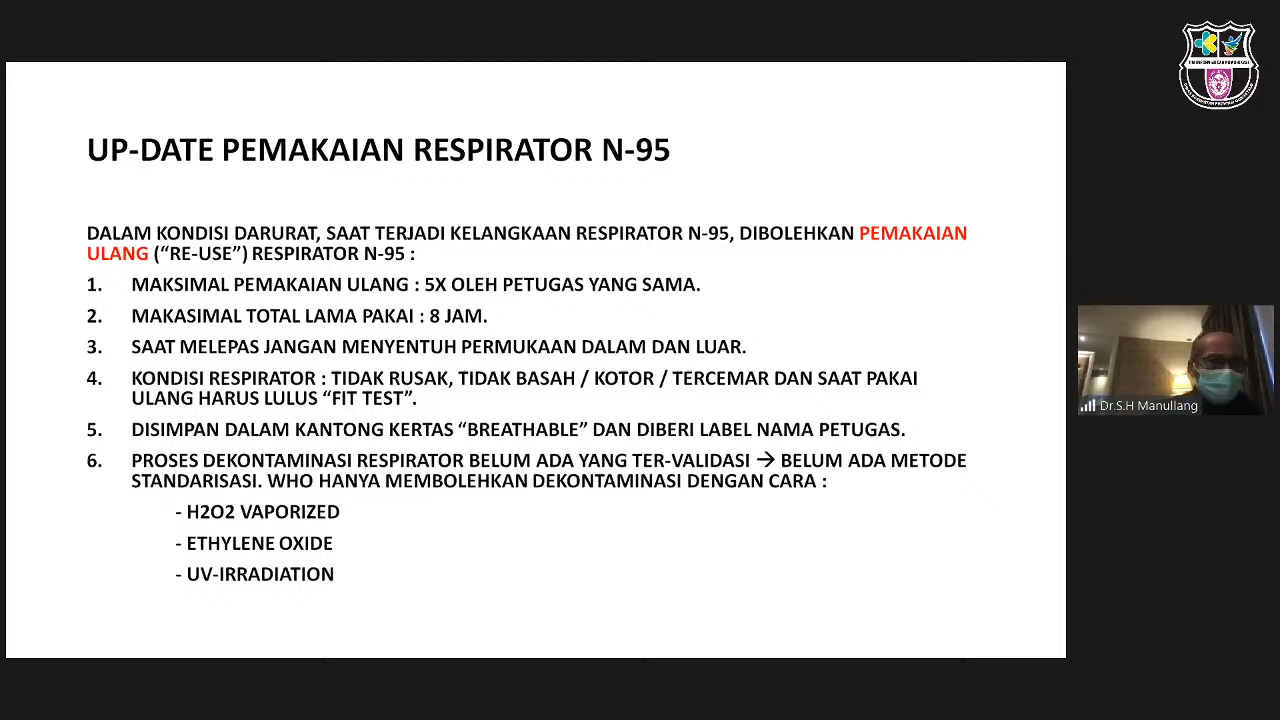 UP-DATE PEMAKAIAN RESPIRATOR N-95
DALAM KONDISI DARURAT, SAAT TERJADI KELANGKAAN RESPIRATOR N-95, DIBOLEHKAN PEMAKAIAN
ULANG (“RE-USE”) RESPIRATOR N-95 :
1. MAKSIMAL PEMAKAIAN ULANG : 5X OLEH PETUGAS YANG SAMA.
2. MAKASIMAL TOTAL LAMA PAKAI : 8 JAM.
3. SAAT MELEPAS JANGAN MENYENTUH PERMUKAAN DALAM DAN LUAR.
4. KONDISI RESPIRATOR : TIDAK RUSAK, TIDAK BASAH / KOTOR / TERCEMAR DAN SAAT PAKAI
ULANG HARUS LULUS “FIT TEST”.
5. DISIMPAN DALAM KANTONG KERTAS “BREATHABLE” DAN DIBERI LABEL NAMA PETUGAS.
6. PROSES DEKONTAMINASI RESPIRATOR BELUM ADA YANG TER-VALIDASI → BELUM ADA METODE
STANDARISASI. WHO HANYA MEMBOLEHKAN DEKONTAMINASI DENGAN CARA :
- H2O2 VAPORIZED
- ETHYLENE OXIDE
- UV-IRRADIATION
Dr.S.H Manullang